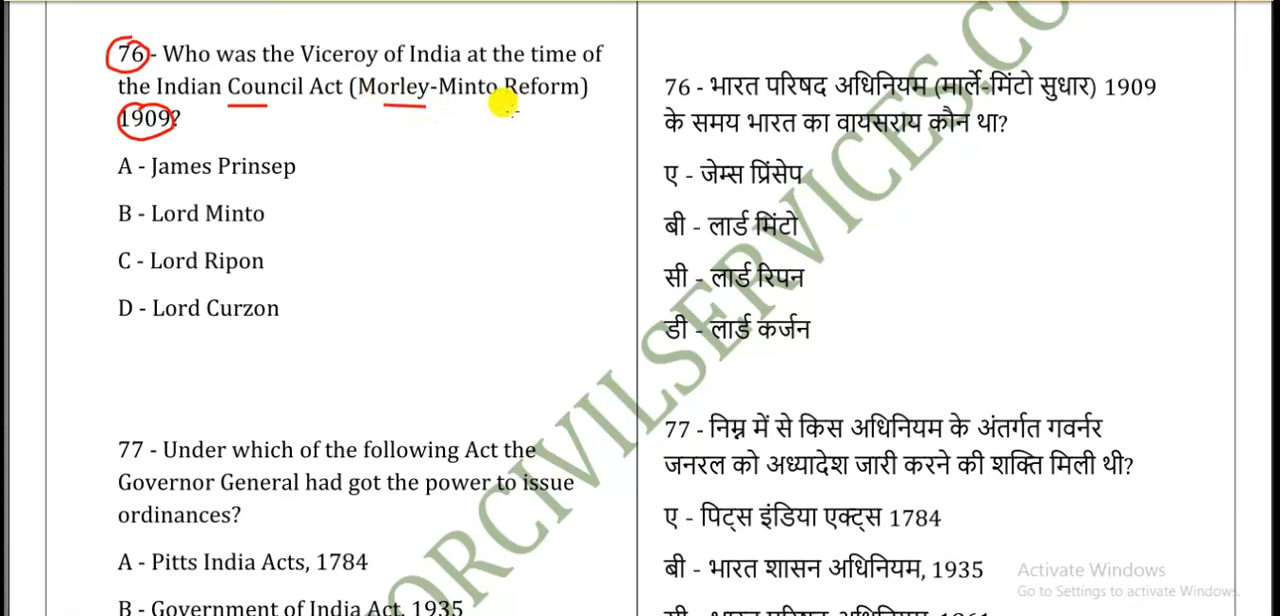 76 - Who was the Viceroy of India at the time of
the Indian Council Act (Morley-Minto Reform)
1909?
A - James Prinsep
B - Lord Minto
C - Lord Ripon
D - Lord Curzon
77 - Under which of the following Act the
Governor General had got the power to issue
ordinances?
A - Pitts India Acts, 1784
B - Government of India Act, 1935
76 - भारत परिषद अधिनियम (मार्ले-मिंटो सुधार) 1909
के समय भारत का वायसराय कौन था?
ए - जेम्स प्रिंसेप
बी - लार्ड मिंटो
सी - लार्ड रिपन
डी - लार्ड कर्जन
77 - निम्न में से किस अधिनियम के अंतर्गत गवर्नर
जनरल को अध्यादेश जारी करने की शक्ति मिली थी?
ए - पिट्स इंडिया एक्ट्स 1784
बी - भारत शासन अधिनियम, 1935
ORCIVILSERVICES.CO
Activate Windows
Go to Settings to activate Windows.